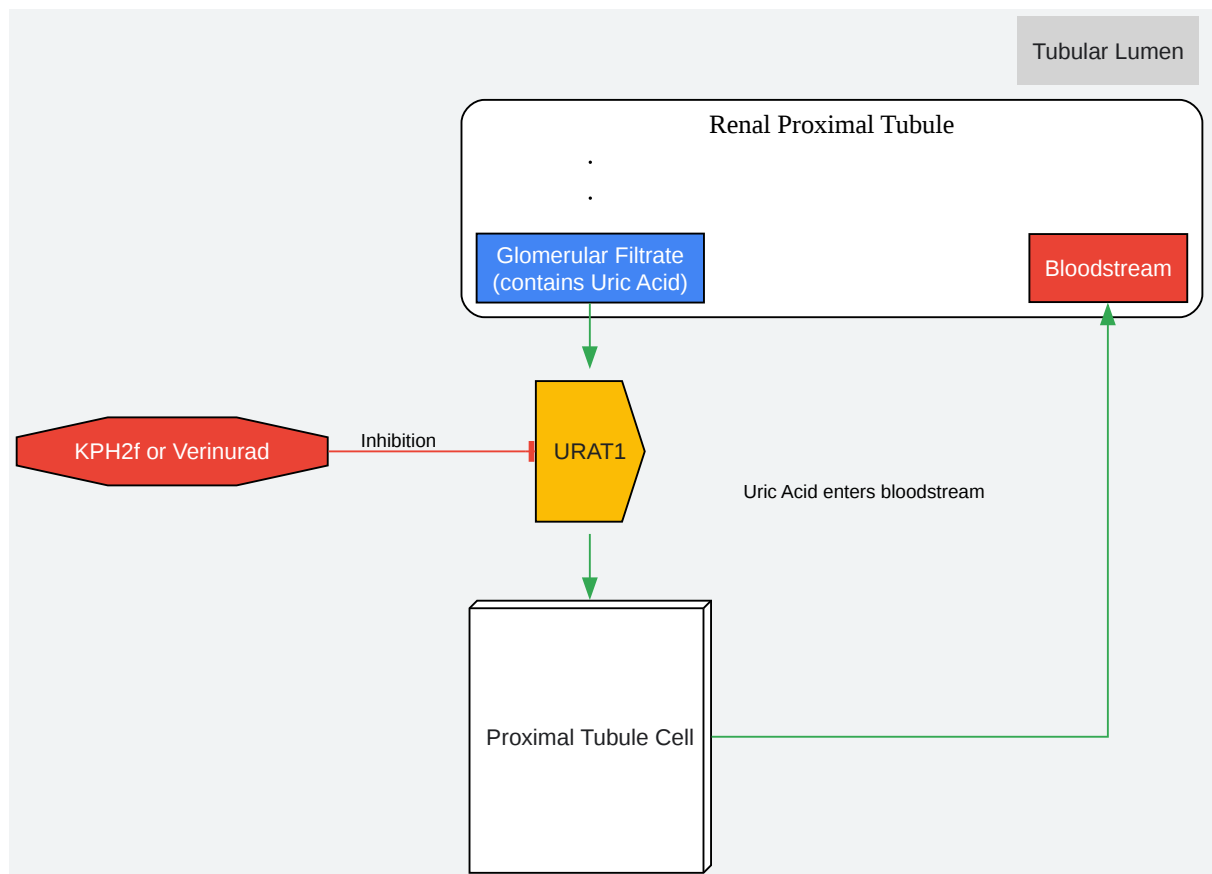 Tubular Lumen
Renal Proximal Tubule
.
.
Glomerular Filtrate
(contains Uric Acid)
Bloodstream
KPH2f or Verinurad
Inhibition
URAT1
Uric Acid enters bloodstream
Proximal Tubule Cell